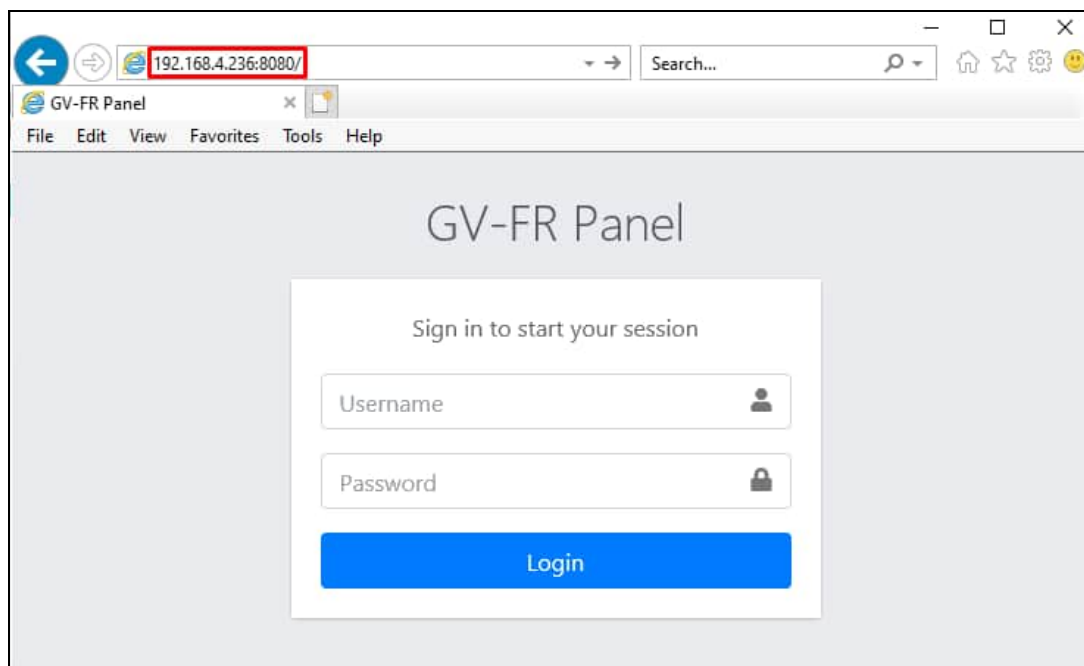 192.168.4.236:8080/
Search...
GV-FR Panel
File Edit View Favorites Tools Help
GV-FR Panel
Sign in to start your session
Username
Password
Login